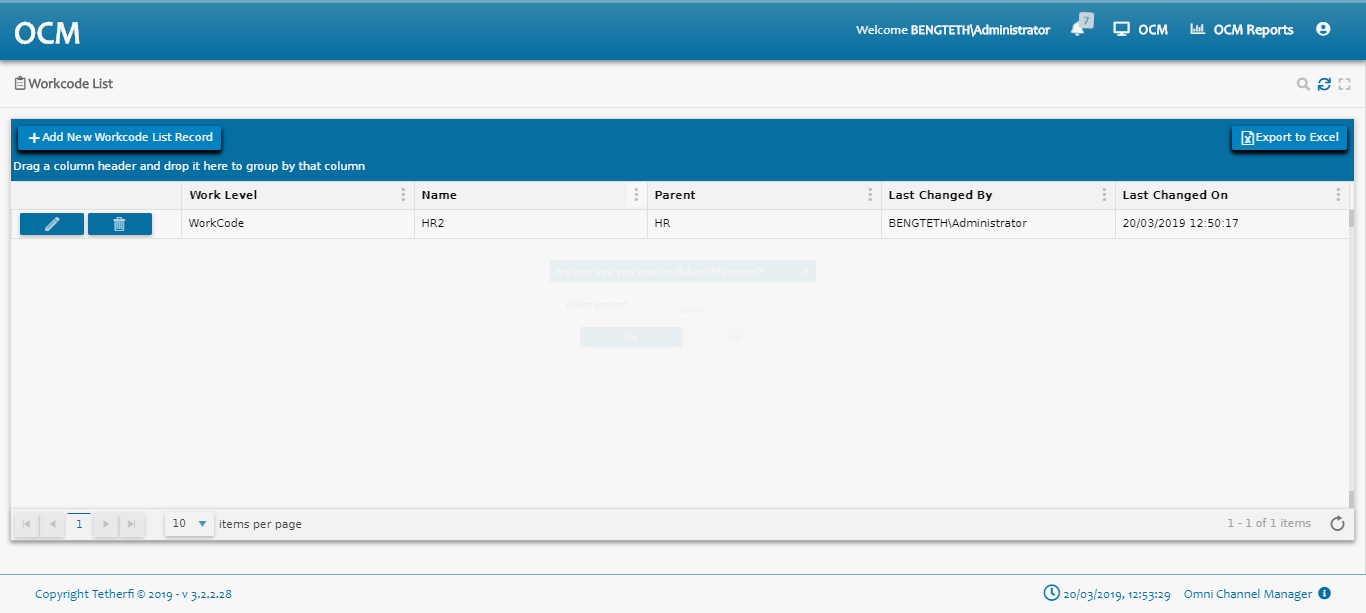 OCM
Welcome BENGTETH\Administrator
7
OCM
OCM Reports
Workcode List
Add New Workcode List Record
Export to Excel
Drag a column header and drop it here to group by that column
Work Level Name Parent Last Changed By Last Changed On
WorkCode HR2 HR BENGTETH\Administrator 20/03/2019 12:50:17
Are you sure you want to delete this record?
1 10 items per page 1 - 1 of 1 items
Copyright Tetherfi © 2019 - v 3.2.2.28
20/03/2019, 12:53:29 Omni Channel Manager